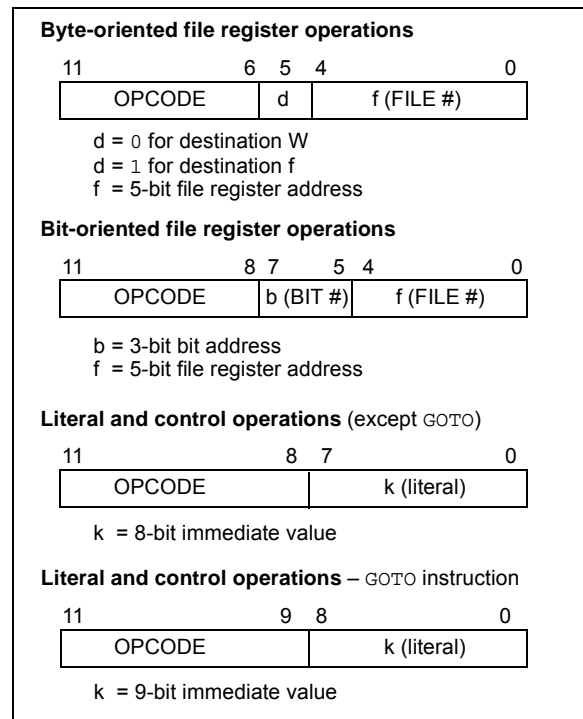 Byte-oriented file register operations
11 6 5 4 0
OPCODE d f (FILE #)
d = 0 for destination W
d = 1 for destination f
f = 5-bit file register address
Bit-oriented file register operations
11 8 7 5 4 0
OPCODE b (BIT #) f (FILE #)
b = 3-bit bit address
f = 5-bit file register address
Literal and control operations (except GOTO)
11 8 7 0
OPCODE k (literal)
k = 8-bit immediate value
Literal and control operations – GOTO instruction
11 9 8 0
OPCODE k (literal)
k = 9-bit immediate value